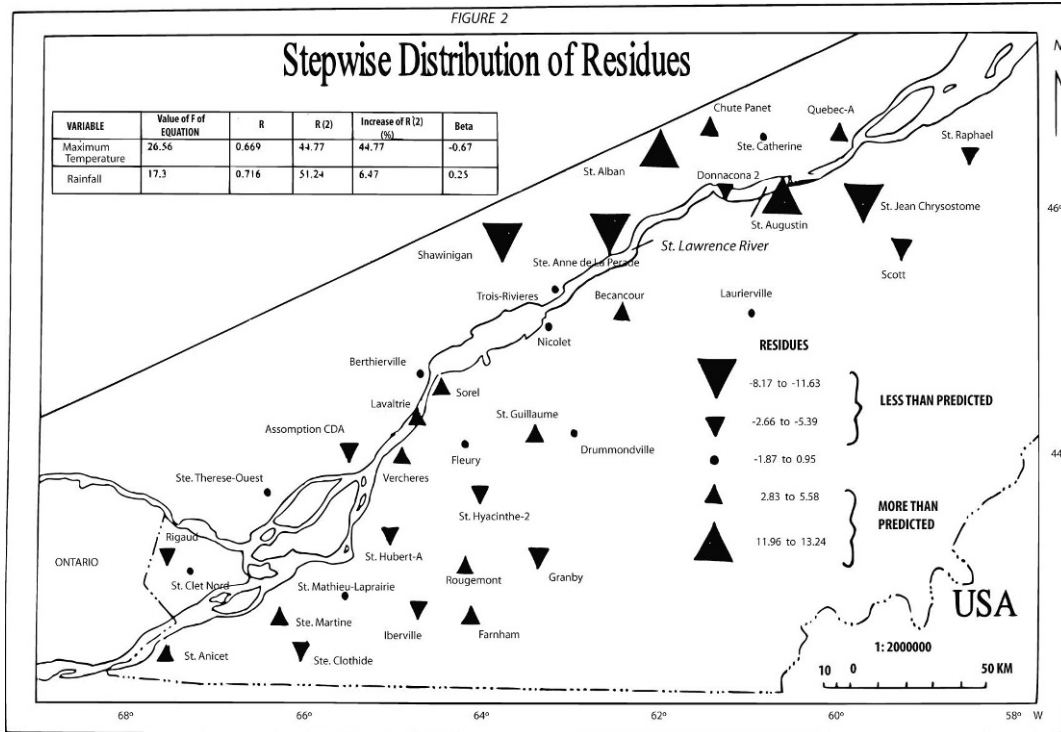 FIGURE 2
Stepwise Distribution of Residues
VARIABLE
Value of F of
EQUATION
R
R (2)
Increase of R (2)
(%)
Beta
Maximum
Temperature
26.56
0.669
44.77
44.77
-0.67
Rainfall
17.3
0.716
51.24
6.47
0.25
N
Chute Panet
Quebec-A
Ste. Catherine
St. Raphael
St. Alban
Donnacona 2
St. Jean Chrysostome
46º
St. Augustin
St. Lawrence River
Shawinigan
Ste. Anne de La Perade
Scott
Trois-Rivieres
Becancour
Laurierville
Nicolet
RESIDUES
Berthierville
-8.17 to -11.63
LESS THAN PREDICTED
Sorel
Lavaltrie
St. Guillaume
-2.66 to -5.39
Assomption CDA
Drummondville
Fleury
-1.87 to 0.95
44
Vercheres
Ste. Therese-Ouest
2.83 to 5.58
MORE THAN
PREDICTED
St. Hyacinthe-2
Rigaud
11.96 to 13.24
ONTARIO
St. Hubert-A
St. Clet Nord
St. Mathieu-Laprairie
Rougemont
Granby
USA
Ste. Martine
Iberville
Farnham
St. Anicet
Ste. Clothide
1: 2000000
10 0 50 KM
68º 66º 64º 62º 60º 58º W